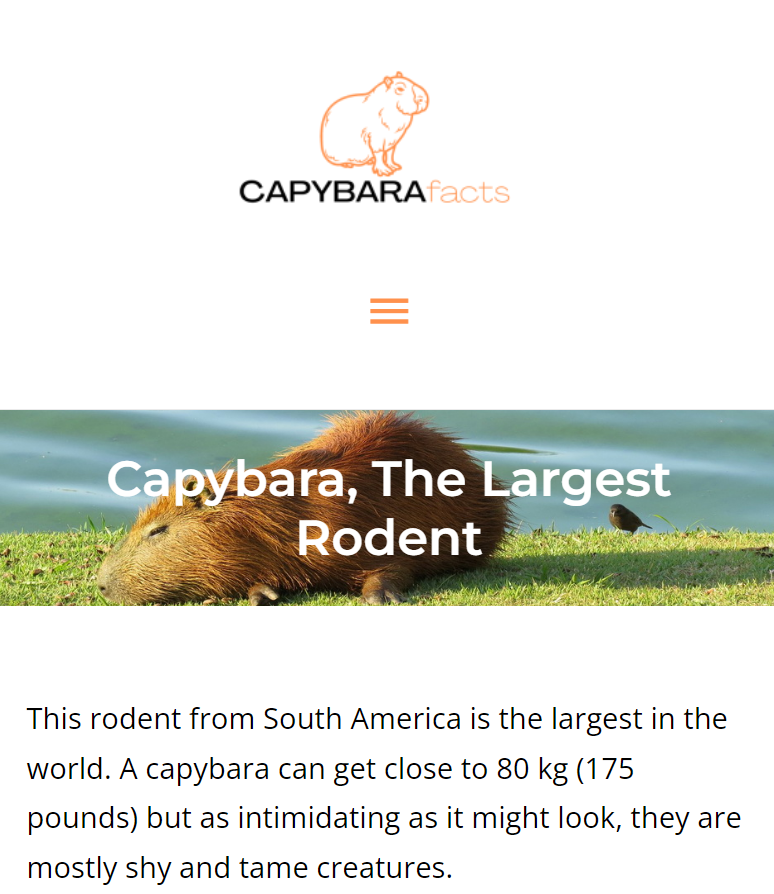 CAPYBARAfacts
Capybara, The Largest
Rodent
This rodent from South America is the largest in the
world. A capybara can get close to 80 kg (175
pounds) but as intimidating as it might look, they are
mostly shy and tame creatures.